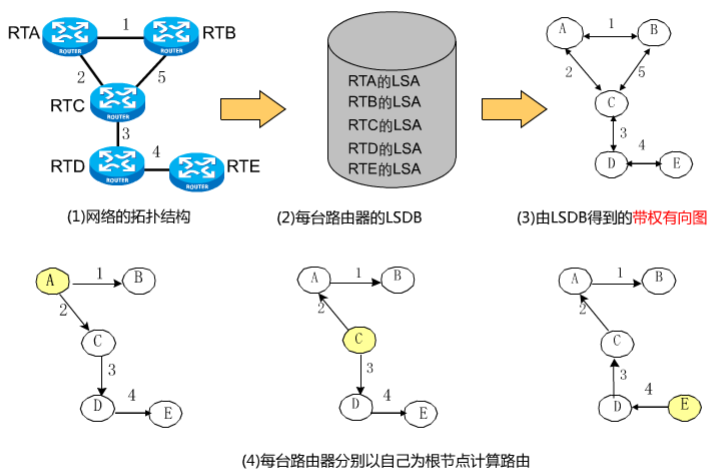 RTA 1 RTB
ROUTER ROUTER
2 5
RTC
ROUTER
3
RTD 4 RTE
ROUTER ROUTER
(1)网络的拓扑结构
RTA的LSA
RTB的LSA
RTC的LSA
RTD的LSA
RTE的LSA
(2)每台路由器的LSDB
A 1 B
2 5
C
3
D 4 E
(3)由LSDB得到的带权有向图
A 1 B
2
C
3
D 4 E
A 1 B
2
C
3
D 4 E
A 1 B
2
C
3
D 4 E
(4)每台路由器分别以自己为根节点计算路由